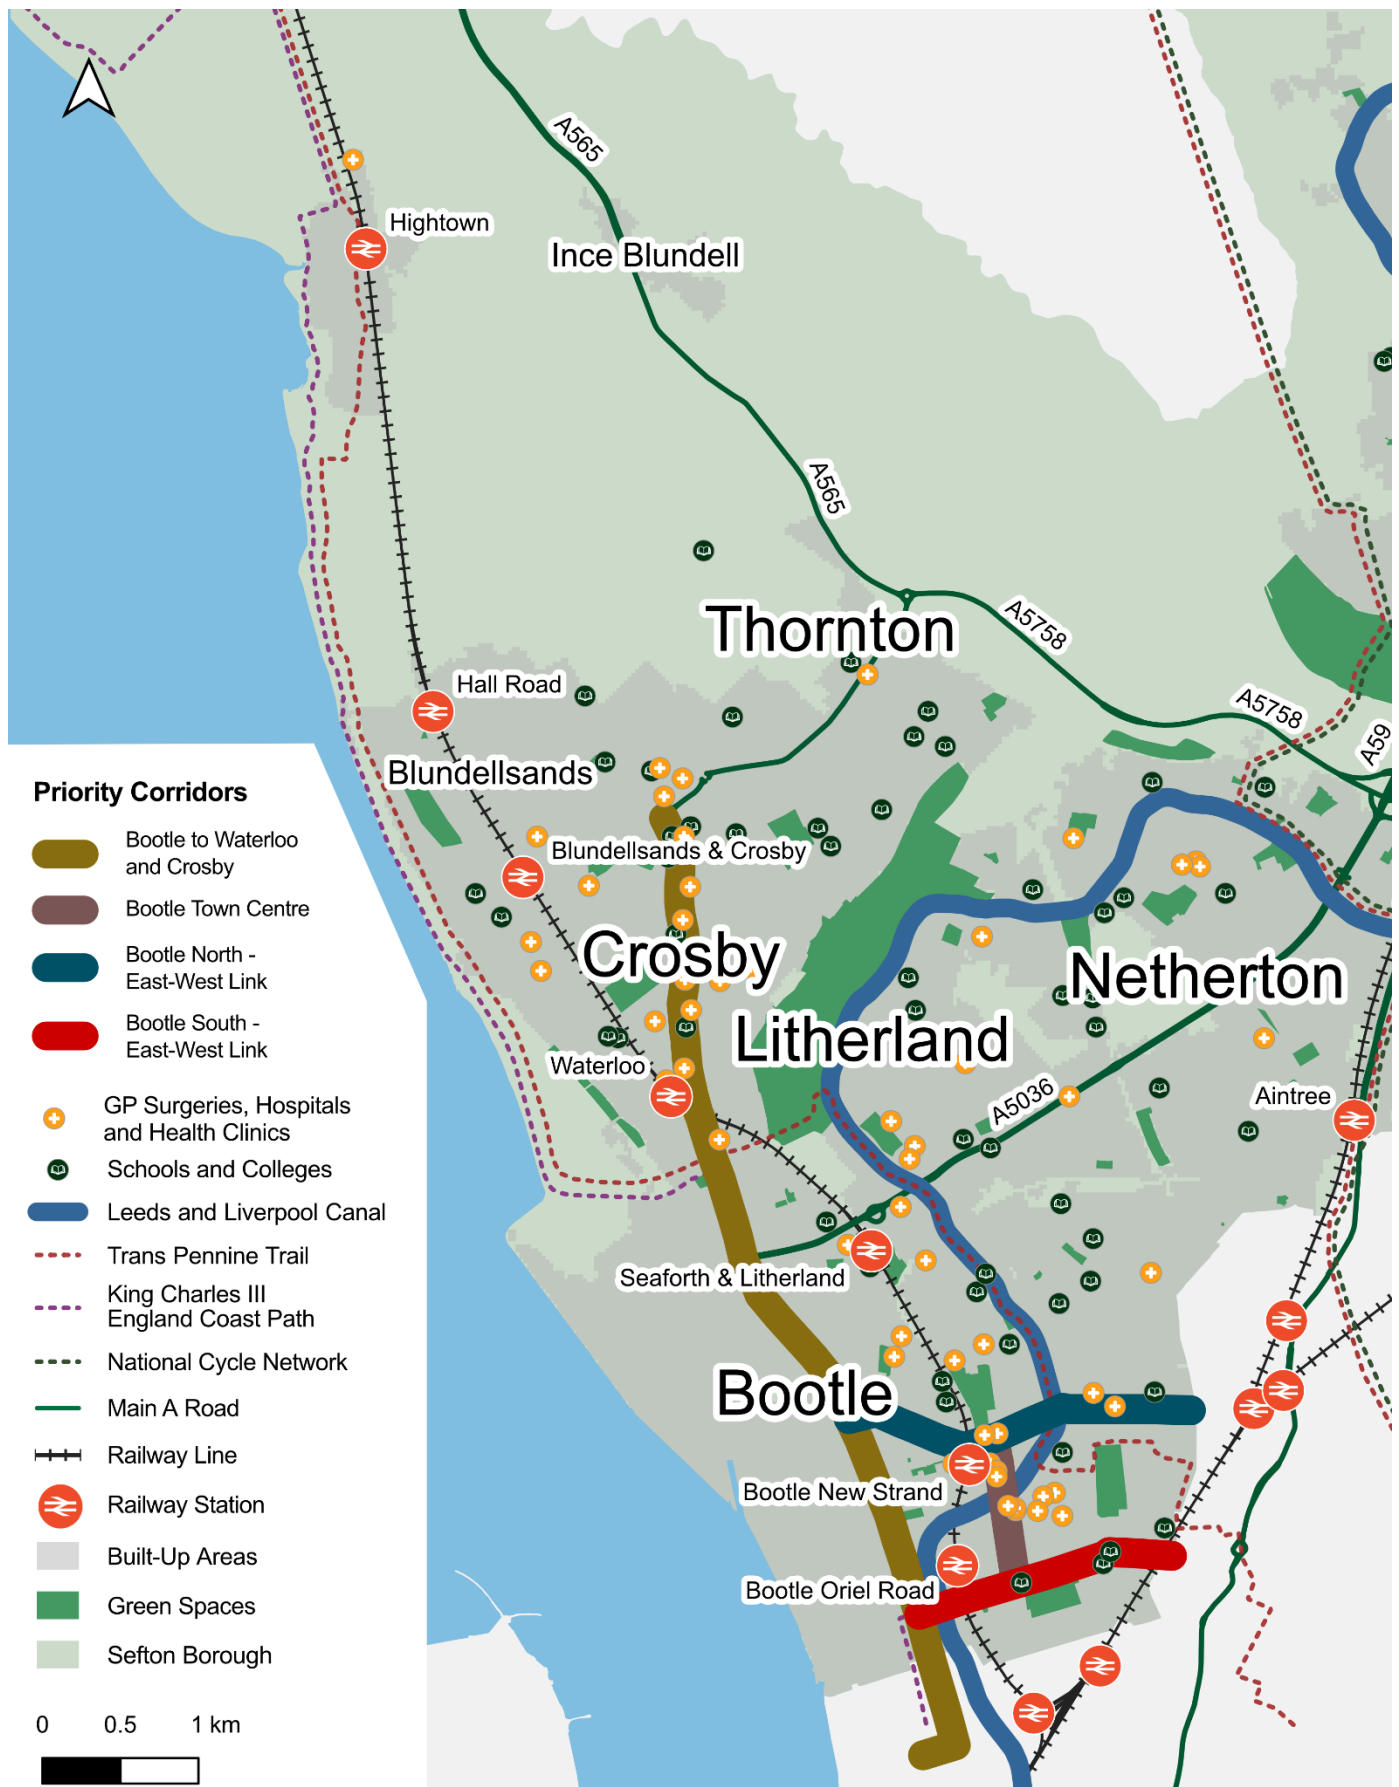 A565
Hightown
Ince Blundell
A565
Thornton
A5758
Hall Road
A5758
A59
Blundellsands
Blundellsands & Crosby
Crosby
Netherton
Litherland
Waterloo
A5036
Aintree
Seaforth & Litherland
Bootle
Bootle New Strand
Bootle Oriel Road
Priority Corridors
Bootle to Waterloo
and Crosby
Bootle Town Centre
Bootle North -
East-West Link
Bootle South -
East-West Link
GP Surgeries, Hospitals
and Health Clinics
Schools and Colleges
Leeds and Liverpool Canal
Trans Pennine Trail
King Charles III
England Coast Path
National Cycle Network
Main A Road
Railway Line
Railway Station
Built-Up Areas
Green Spaces
Sefton Borough
0 0.5 1 km